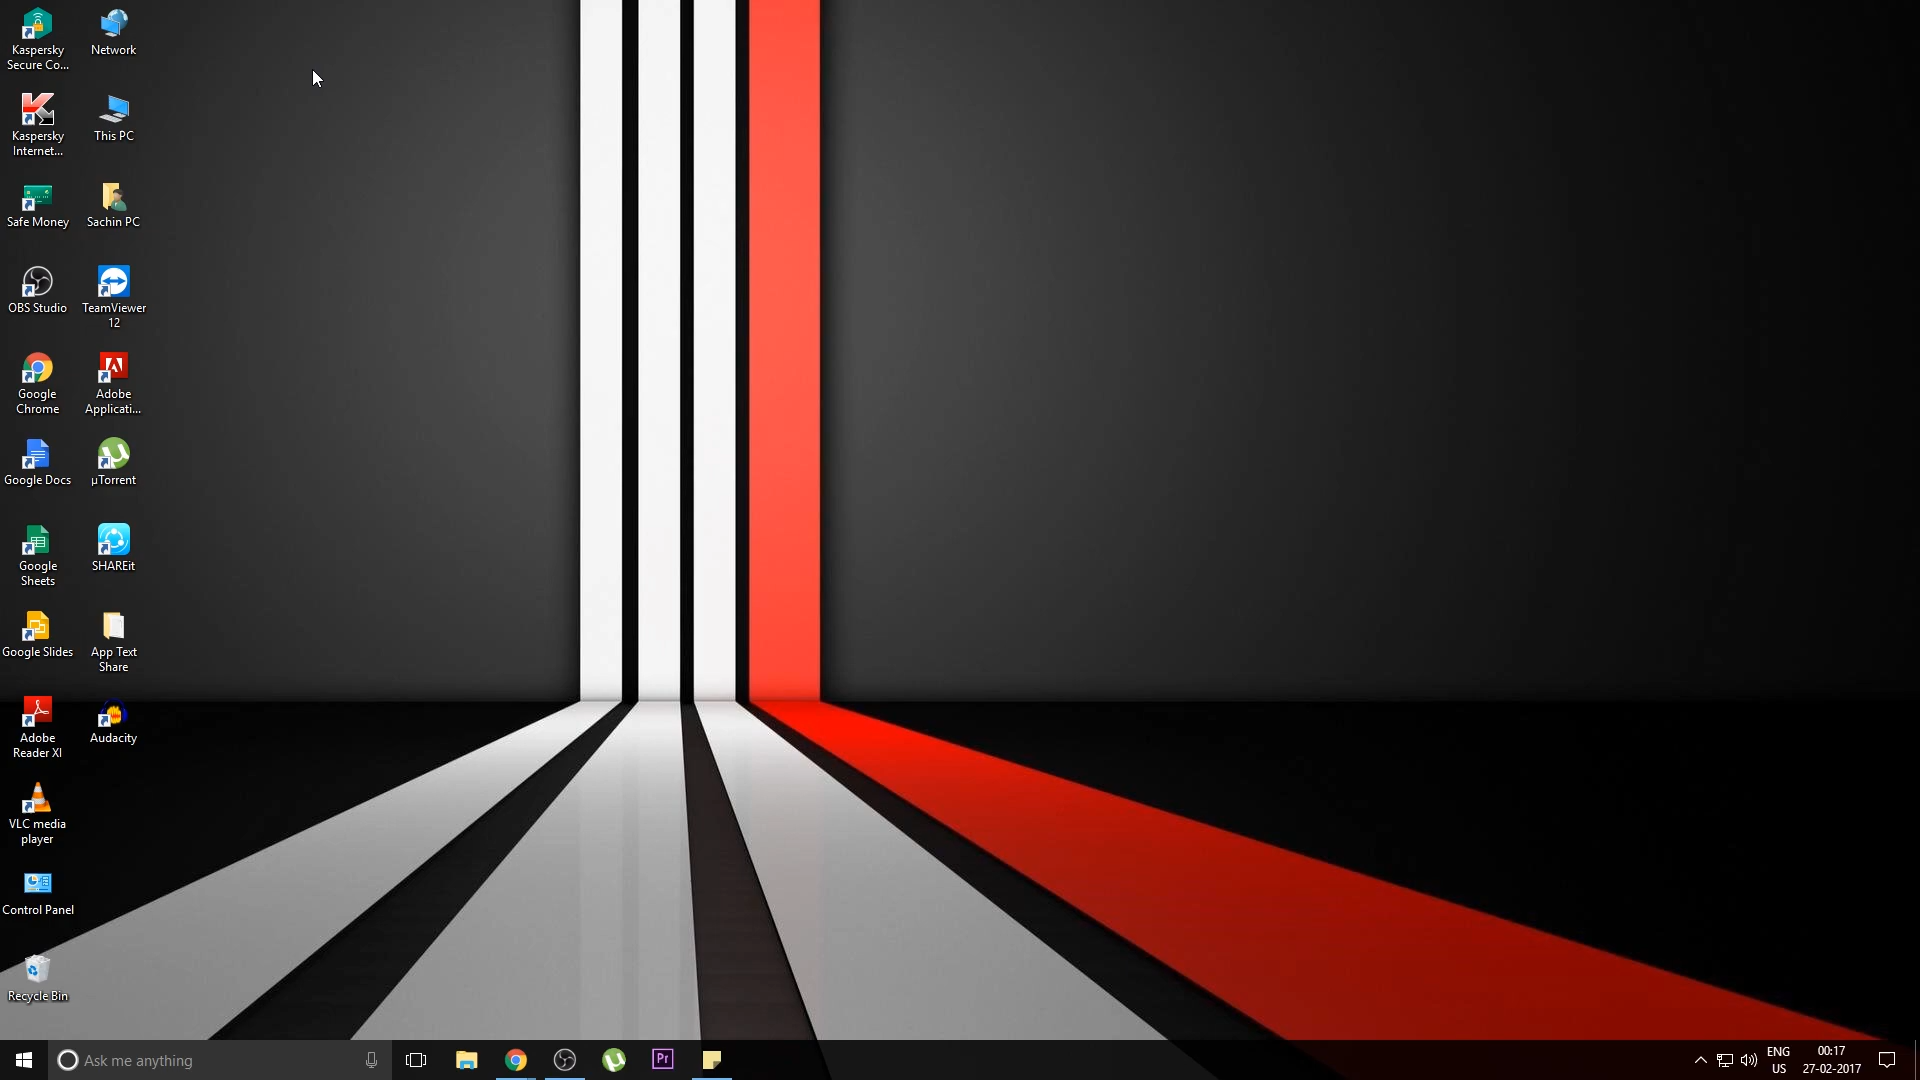 Kaspersky
Secure Co...
Network
Kaspersky
Internet...
This PC
Safe Money
Sachin PC
OBS Studio
TeamViewer
12
Google
Chrome
Adobe
Applicati...
Google Docs
µTorrent
Google
Sheets
SHAREit
Google Slides
App Text
Share
Adobe
Reader XI
Audacity
VLC media
player
Control Panel
Recycle Bin
Ask me anything
Pr
ENG
US
00:17
27-02-2017